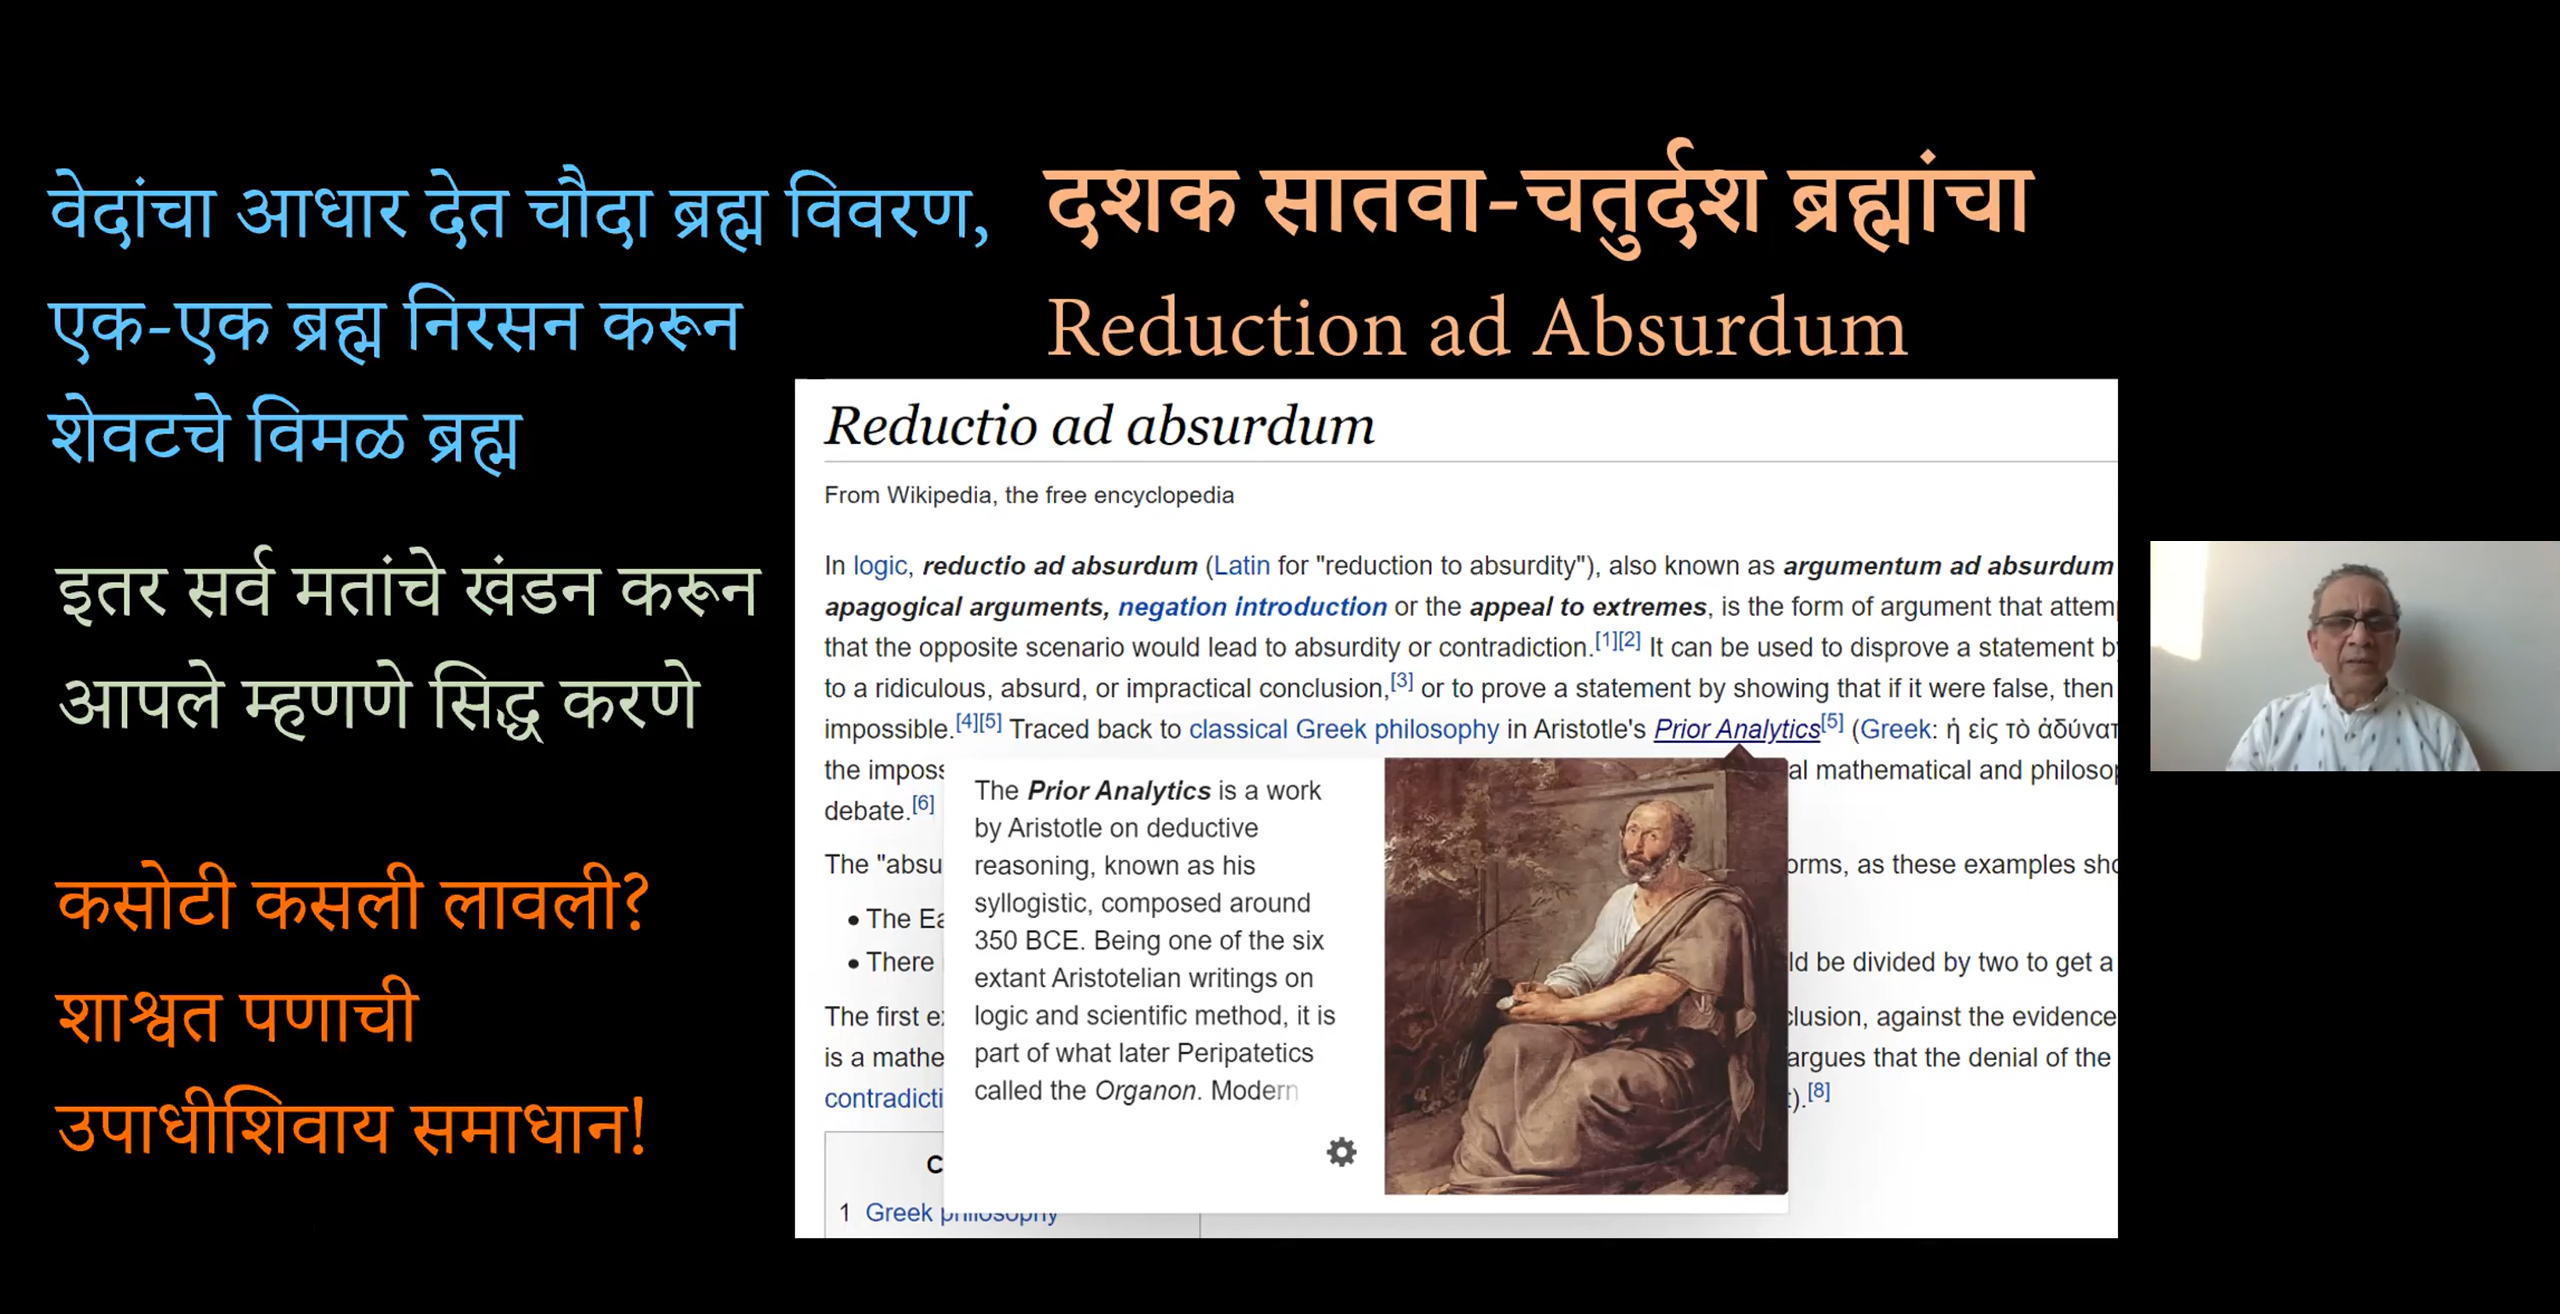 वेदांचा आधार देत चौदा ब्रह्म विवरण,
एक-एक ब्रह्म निरसन करून
शेवटचे विमळ ब्रह्म
इतर सर्व मतांचे खंडन करून
आपले म्हणणे सिद्ध करणे
कसोटी कसली लावली?
शाश्वत पणाची
उपाधीशिवाय समाधान!
दशक सातवा-चतुर्दश ब्रह्मांचा
Reduction ad Absurdum
Reductio ad absurdum
From Wikipedia, the free encyclopedia
In logic, reductio ad absurdum (Latin for "reduction to absurdity"), also known as argumentum ad absurdum
apagogical arguments, negation introduction or the appeal to extremes, is the form of argument that attem
that the opposite scenario would lead to absurdity or contradiction.[1][2] It can be used to disprove a statement b
to a ridiculous, absurd, or impractical conclusion,[3] or to prove a statement by showing that if it were false, then
impossible.[4][5] Traced back to classical Greek philosophy in Aristotle's Prior Analytics[5] (Greek: ἡ εἰς τὸ ἀδύνατ
the imposs al mathematical and philosop
debate.[6]
The "absu orms, as these examples sho
• The Ea
• There ld be divided by two to get a
The first e clusion, against the evidence
is a mathe argues that the denial of the
contradicti ).[8]
C
1 Greek philosophy
The Prior Analytics is a work
by Aristotle on deductive
reasoning, known as his
syllogistic, composed around
350 BCE. Being one of the six
extant Aristotelian writings on
logic and scientific method, it is
part of what later Peripatetics
called the Organon. Modern